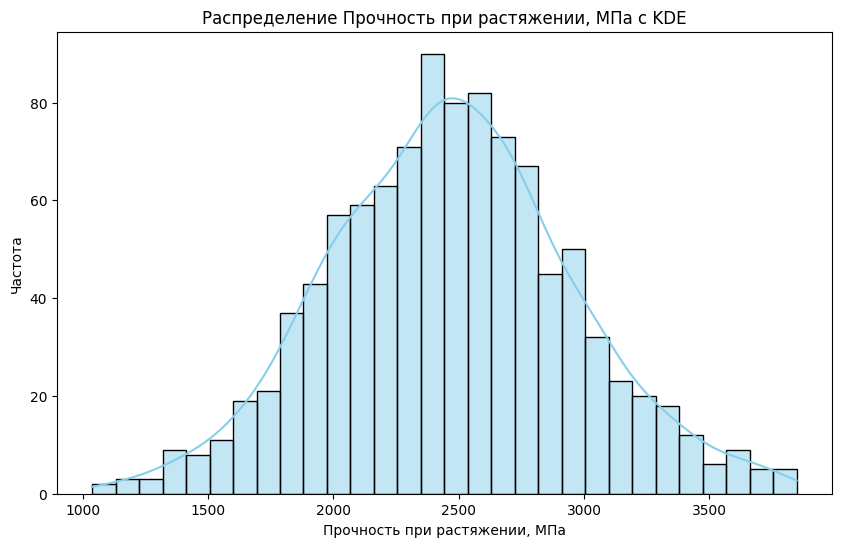 Распределение Прочность при растяжении, МПа с KDE
Частота
80
60
40
20
0
1000 1500 2000 2500 3000 3500
Прочность при растяжении, МПа